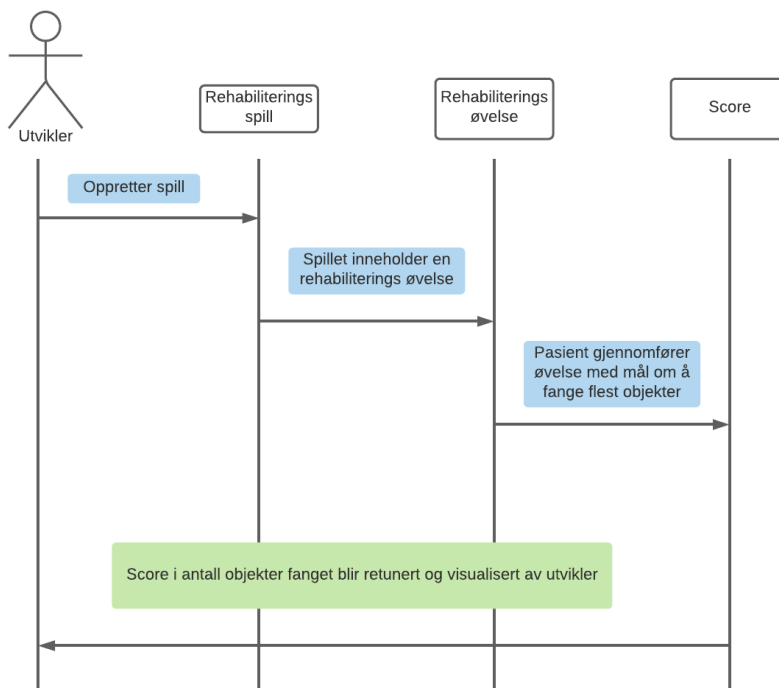 Utvikler
Rehabiliterings
spill
Rehabiliterings
øvelse
Score
Oppretter spill
Spillet inneholder en
rehabiliterings øvelse
Pasient gjennomfører
øvelse med mål om å
fange flest objekter
Score i antall objekter fanget blir retunert og visualisert av utvikler